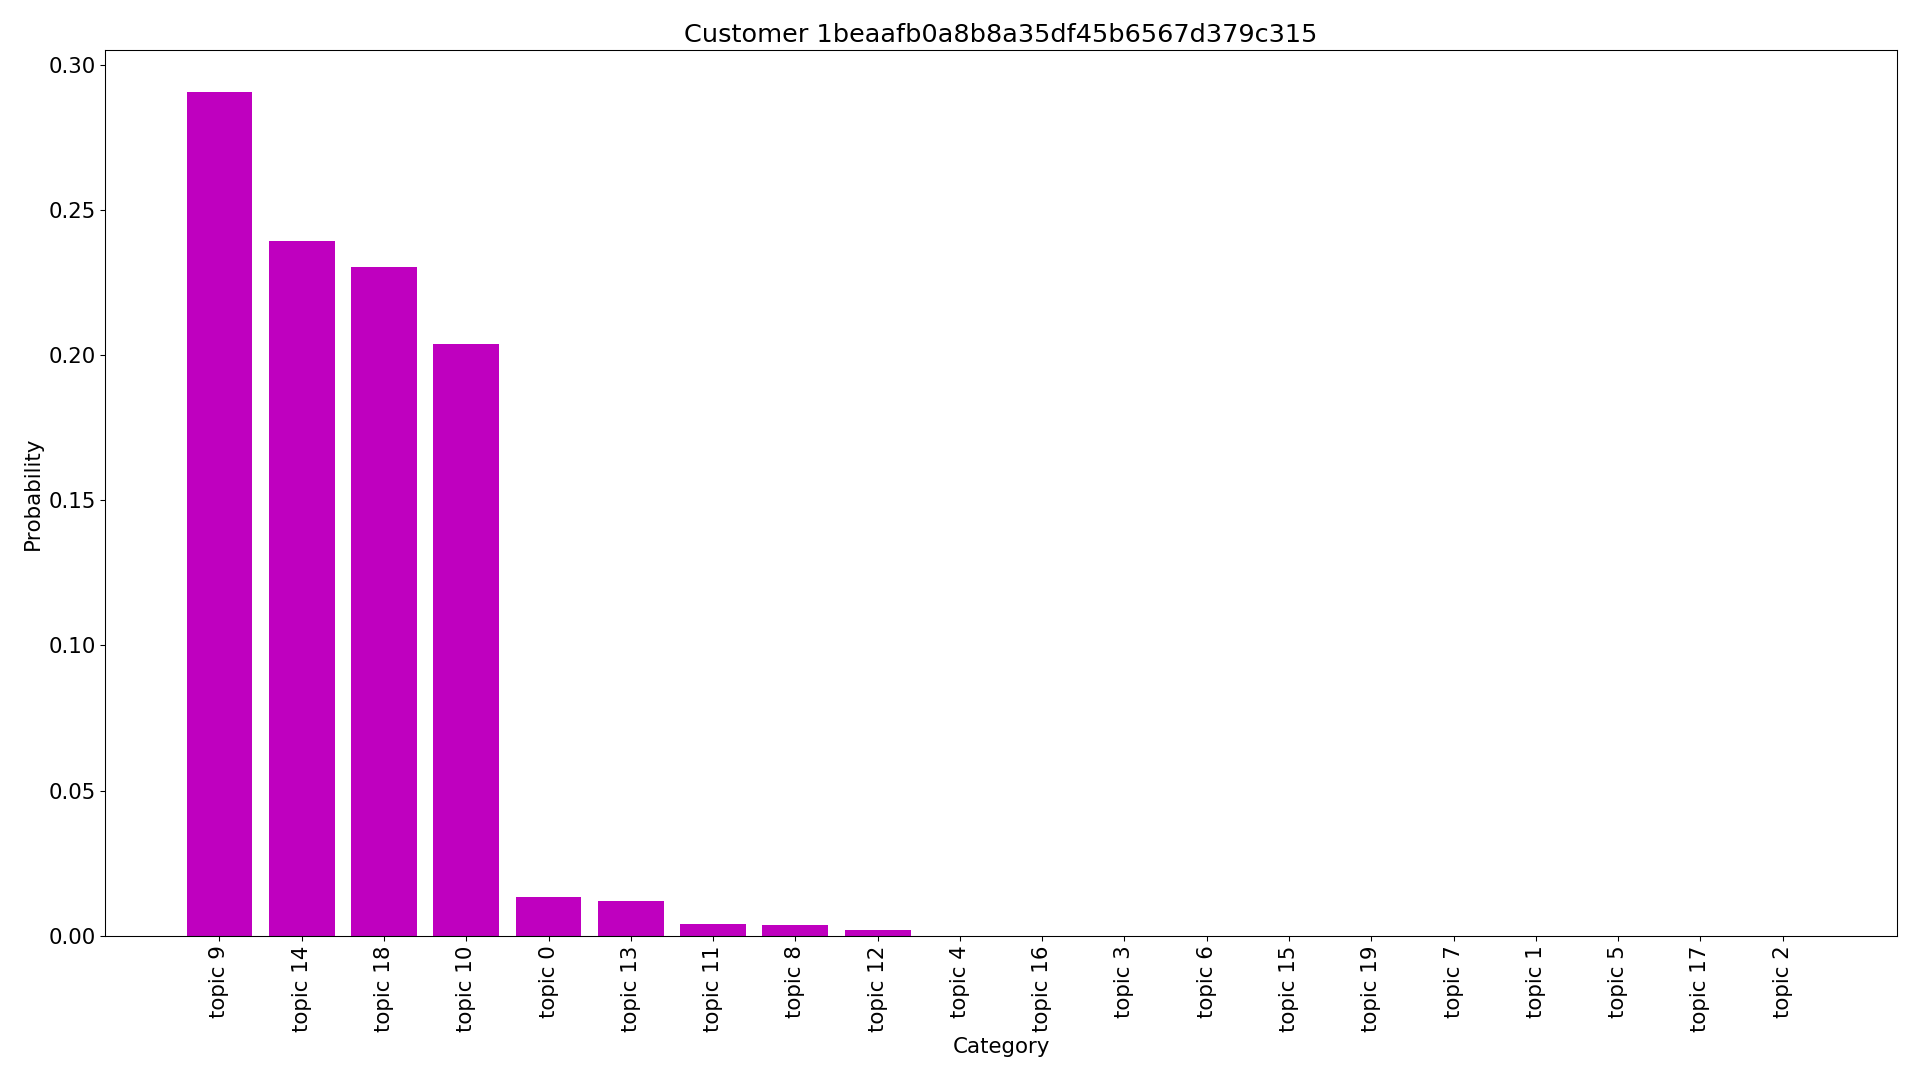 Customer 1beaafb0a8b8a35df45b6567d379c315
0.30
0.25
0.20
0.15
0.10
0.05
0.00
Probability
topic 9
topic 14
topic 18
topic 10
topic 0
topic 13
topic 11
topic 8
topic 12
topic 4
topic 16
topic 3
topic 6
topic 15
topic 19
topic 7
topic 1
topic 5
topic 17
topic 2
Category